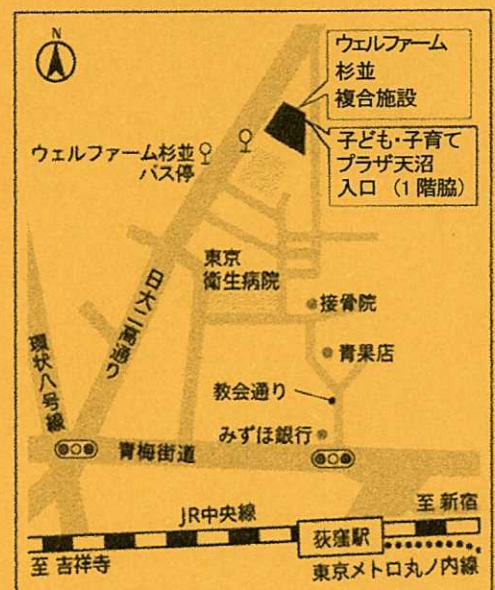 N
ウェルファーム
杉並
複合施設
子ども・子育て
プラザ天沼
入口 (1階脇)
ウェルファーム杉並
バス停
東京
衛生病院
日大二高通り
接骨院
環状八号線
青果店
教会通り
みずほ銀行
青梅街道
JR中央線
至 新宿
荻窪駅
至 吉祥寺
東京メトロ丸ノ内線